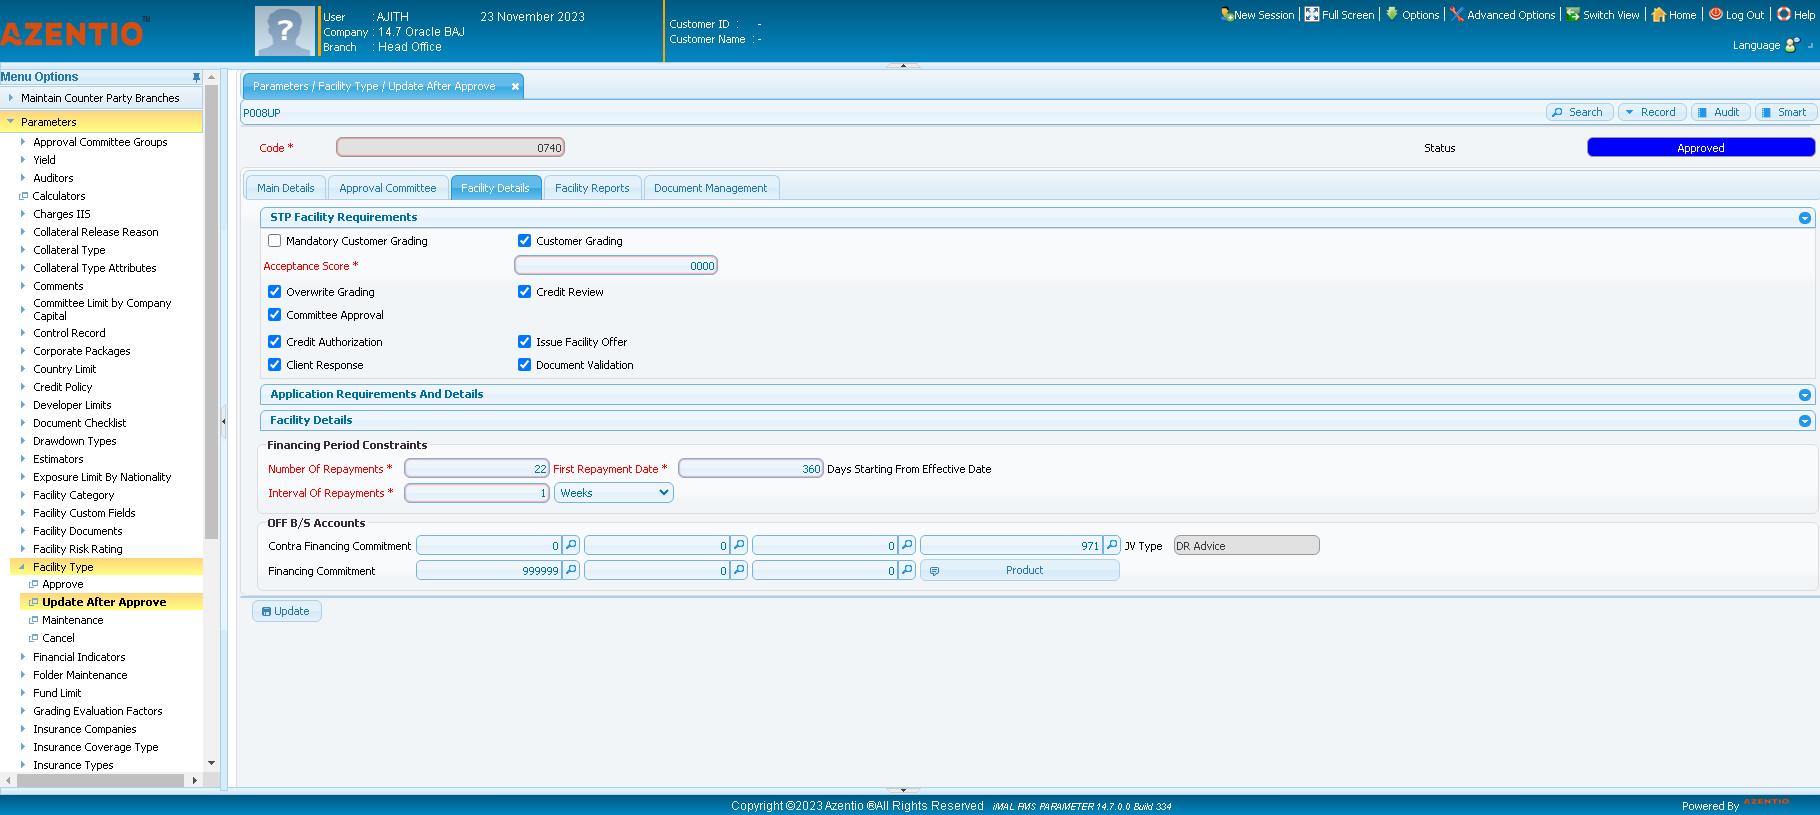 AZENTIO™
User : AJITH 23 November 2023
Company : 14.7 Oracle BAJ
Branch : Head Office
Customer ID : -
Customer Name : -
New Session | Full Screen | Options | Advanced Options | Switch View | Home | Log Out | Help
Language
Menu Options
Maintain Counter Party Branches
Parameters
Approval Committee Groups
Yield
Auditors
Calculators
Charges IIS
Collateral Release Reason
Collateral Type
Collateral Type Attributes
Comments
Committee Limit by Company
Capital
Control Record
Corporate Packages
Country Limit
Credit Policy
Developer Limits
Document Checklist
Drawdown Types
Estimators
Exposure Limit By Nationality
Facility Category
Facility Custom Fields
Facility Documents
Facility Risk Rating
Facility Type
Approve
Update After Approve
Maintenance
Cancel
Financial Indicators
Folder Maintenance
Fund Limit
Grading Evaluation Factors
Insurance Companies
Insurance Coverage Type
Insurance Types
Parameters / Facility Type / Update After Approve
P008UP
Search Record Audit Smart
Code * 0740 Status Approved
Main Details Approval Committee Facility Details Facility Reports Document Management
STP Facility Requirements
Mandatory Customer Grading Customer Grading
Acceptance Score * 0000
Overwrite Grading Credit Review
Committee Approval
Credit Authorization Issue Facility Offer
Client Response Document Validation
Application Requirements And Details
Facility Details
Financing Period Constraints
Number Of Repayments * 22 First Repayment Date * 360 Days Starting From Effective Date
Interval Of Repayments * 1 Weeks
OFF B/S Accounts
Contra Financing Commitment 0 0 0 971 JV Type DR Advice
Financing Commitment 999999 0 0 Product
Update
Copyright ©2023 Azentio ®All Rights Reserved iMAL PMS PARAMETER 14.7.0.0 Build 334
Powered By AZENTIO